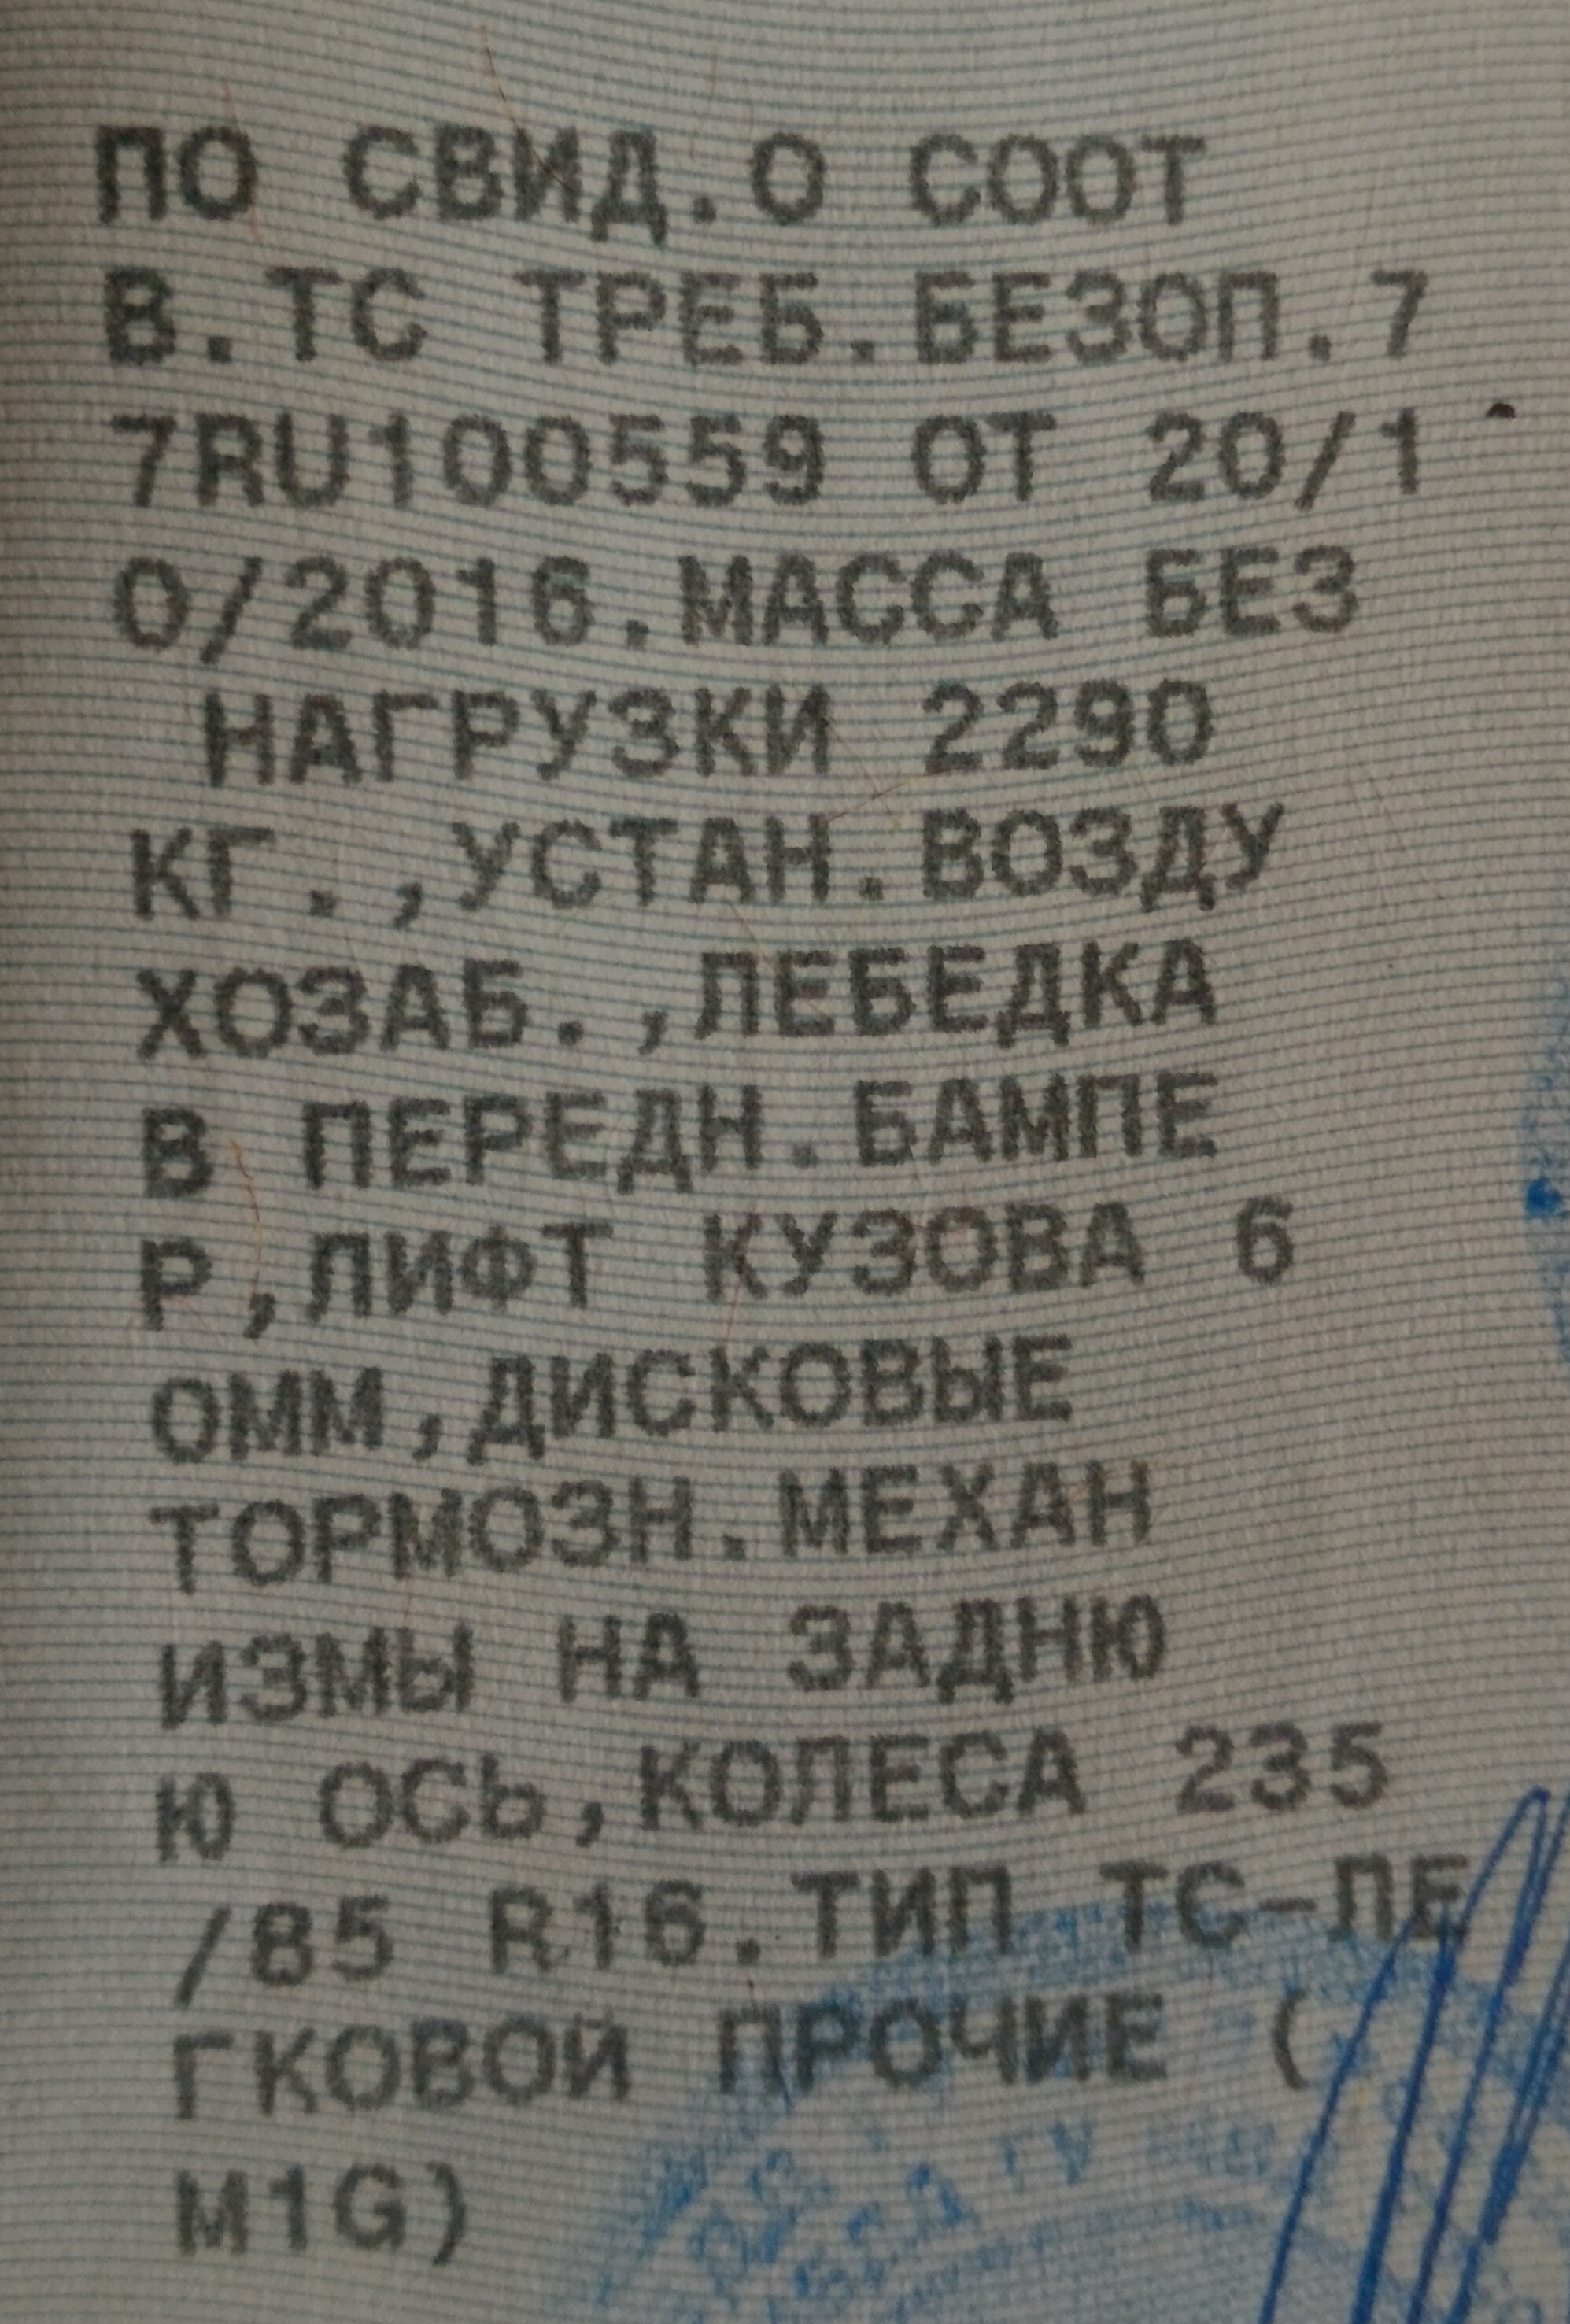 ПО СВИД.О СООТ
В.ТС ТРЕБ.БЕЗОП.7
7RU100559 ОТ 20/1
0/2016.МАССА БЕЗ
НАГРУЗКИ 2290
КГ.,УСТАН.ВОЗДУ
ХОЗАБ.,ЛЕБЕДКА
В ПЕРЕДН.БАМПЕ
Р,ЛИФТ КУЗОВА 6
0ММ,ДИСКОВЫЕ
ТОРМОЗН.МЕХАН
ИЗМЫ НА ЗАДНЮ
Ю ОСЬ,КОЛЕСА 235
/85 R16.ТИП ТС-ЛЕ
ГКОВОЙ ПРОЧИЕ (
M1G)